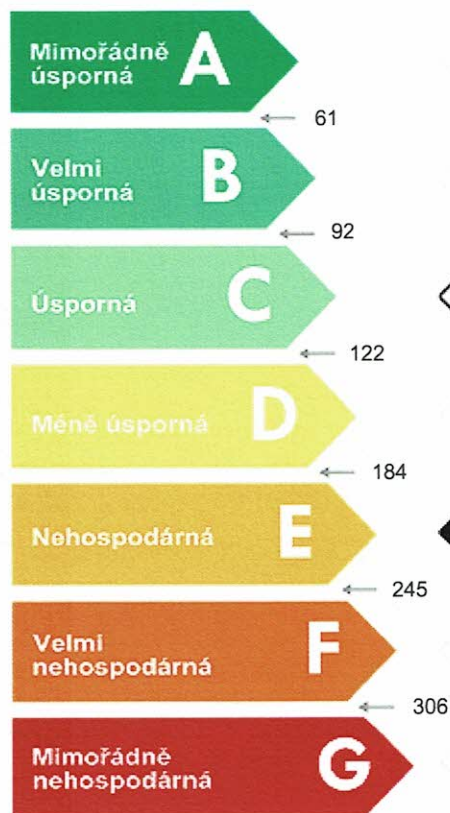 Mimořádně
úsporná A
61
Velmi
úsporná B
92
Úsporná C
122
Méně úsporná D
184
Nehospodárná E
245
Velmi
nehospodárná F
306
Mimořádně
nehospodárná G